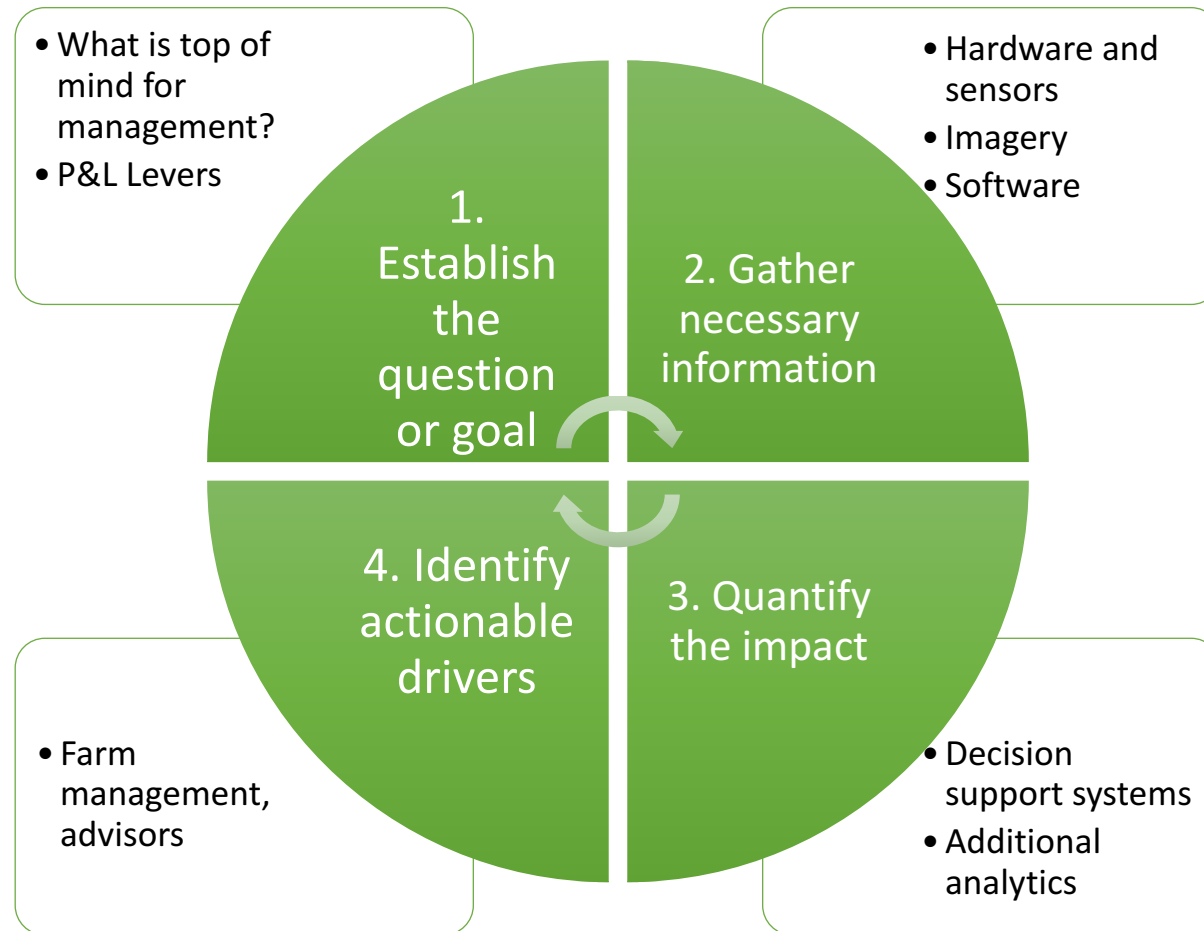 • What is top of
mind for
management?
• P&L Levers
• Hardware and
sensors
• Imagery
• Software
1.
Establish
the
question
or goal
2. Gather
necessary
information
4. Identify
actionable
drivers
3. Quantify
the impact
• Farm
management,
advisors
• Decision
support systems
• Additional
analytics